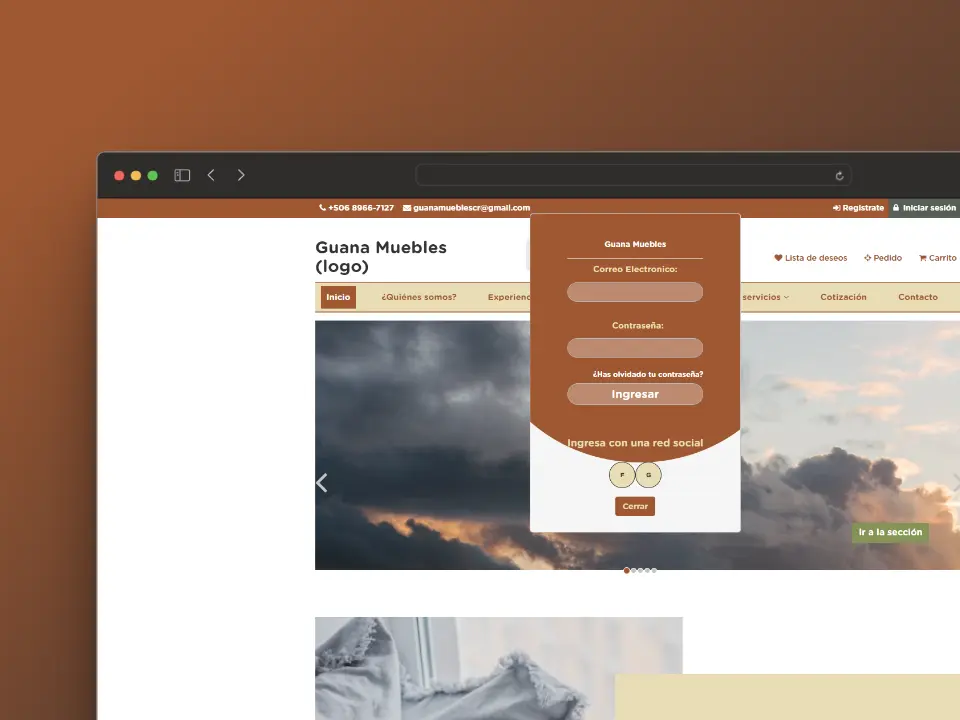 +506 8966-7127 guanamueblescr@gmail.com Registrate Iniciar sesión
Guana Muebles
(logo)
Lista de deseos Pedido Carrito
Inicio ¿Quiénes somos? servicios Cotización Contacto
Guana Muebles
Correo Electronico:
Contraseña:
¿Has olvidado tu contraseña?
Ingresar
Ingresa con una red social
F G
Cerrar
Ir a la sección